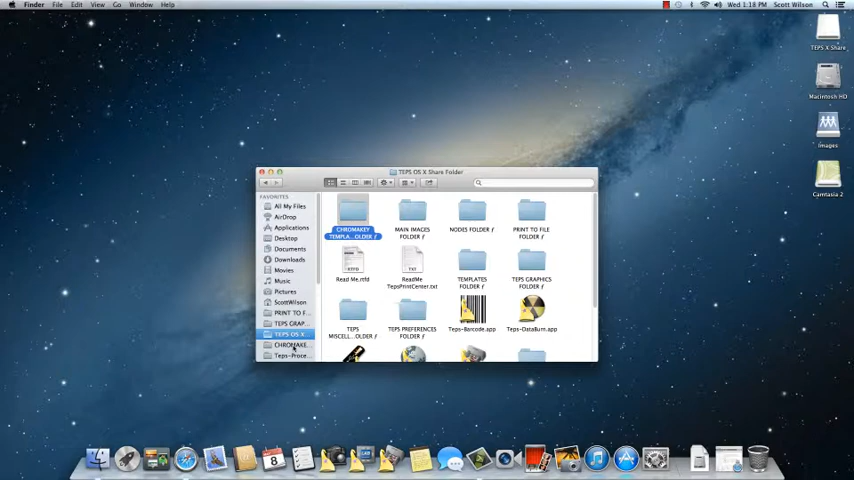 Finder File Edit View Go Window Help Wed 1:18 PM Scott Wilson
TEPS X Share
Macintosh HD
Images
Camtasia 2
TEPS OS X Share Folder
FAVORITES
All My Files
AirDrop
Applications
Desktop
Documents
Downloads
Movies
Music
Pictures
ScottWilson
PRINT TO F...
TEPS GRAP...
TEPS OS X...
CHROMAKE...
Teps-Proce...
CHROMAKEY
TEMPLA...OLDER ƒ
MAIN IMAGES
FOLDER ƒ
NODES FOLDER ƒ
PRINT TO FILE
FOLDER ƒ
Read Me.rtfd
ReadMe
TepsPrintCenter.txt
TEMPLATES
FOLDER ƒ
TEPS GRAPHICS
FOLDER ƒ
TEPS
MISCELL...OLDER ƒ
TEPS PREFERENCES
FOLDER ƒ
Teps-Barcode.app
Teps-DataBurn.app